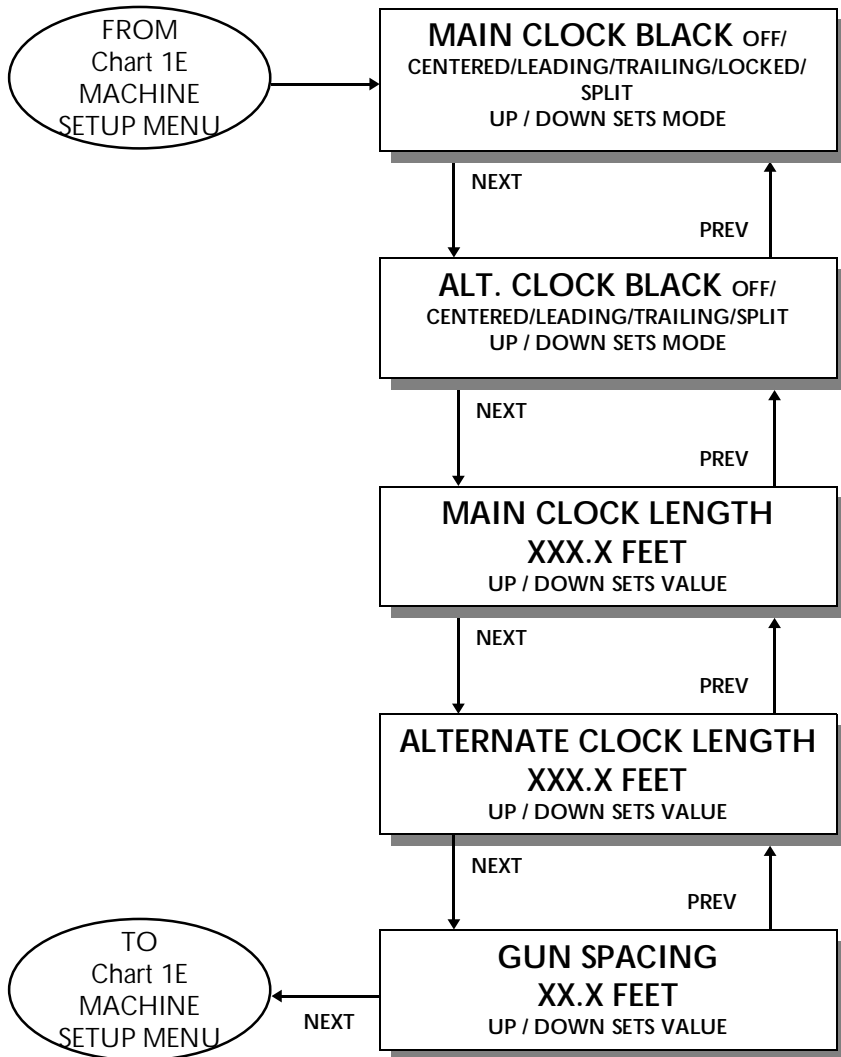 FROM
Chart 1E
MACHINE
SETUP MENU
MAIN CLOCK BLACK OFF/
CENTERED/LEADING/TRAILING/LOCKED/
SPLIT
UP / DOWN SETS MODE
NEXT
PREV
ALT. CLOCK BLACK OFF/
CENTERED/LEADING/TRAILING/SPLIT
UP / DOWN SETS MODE
NEXT
PREV
MAIN CLOCK LENGTH
XXX.X FEET
UP / DOWN SETS VALUE
NEXT
PREV
ALTERNATE CLOCK LENGTH
XXX.X FEET
UP / DOWN SETS VALUE
NEXT
PREV
GUN SPACING
XX.X FEET
UP / DOWN SETS VALUE
NEXT
TO
Chart 1E
MACHINE
SETUP MENU